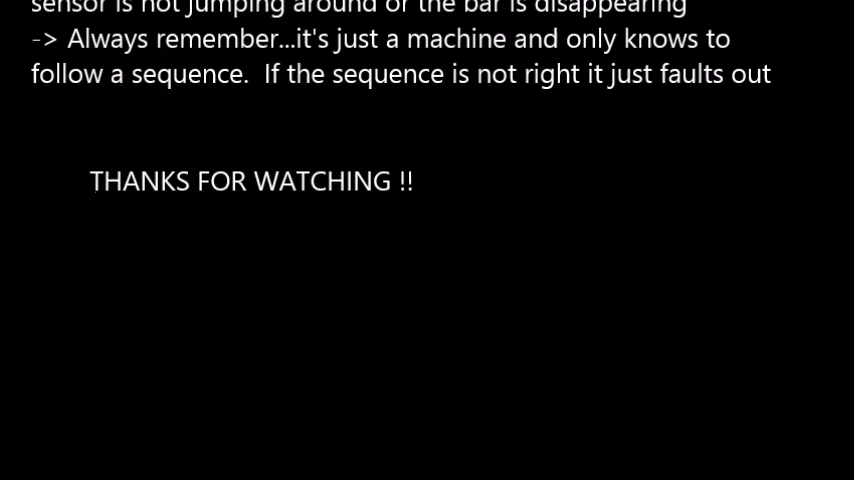 sensor is not jumping around or the bar is disappearing
-> Always remember...it's just a machine and only knows to
follow a sequence.  If the sequence is not right it just faults out
THANKS FOR WATCHING !!